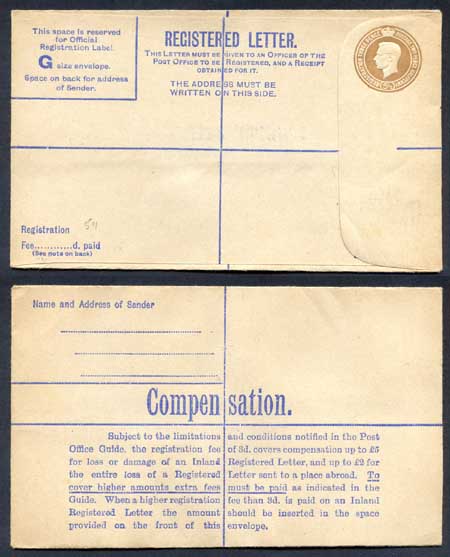 This space is reserved
for Official
Registration Label.
G size envelope.
Space on back for address
of Sender.
REGISTERED LETTER.
THIS LETTER MUST BE GIVEN TO AN OFFICER OF THE
POST OFFICE TO BE REGISTERED, AND A RECEIPT
OBTAINED FOR IT.
THE ADDRESS MUST BE
WRITTEN ON THIS SIDE.
Registration
Fee............d. paid
(See note on back)
Name and Address of Sender
Compensation.
Subject to the limitations and conditions notified in the Post
Office Guide, the registration fee of 3d. covers compensation up to £5
for loss or damage of an Inland Registered Letter, and up to £2 for
the entire loss of a Registered Letter sent to a place abroad. To
cover higher amounts extra fees must be paid as indicated in the
Guide. When a higher registration fee than 3d. is paid on an Inland
Registered Letter the amount should be inserted in the space
provided on the front of this envelope.